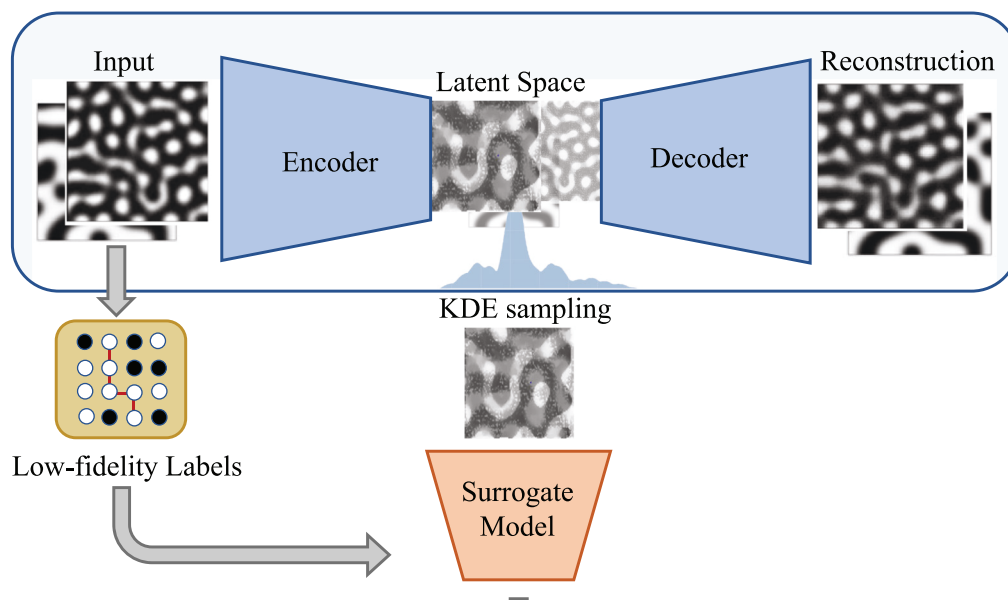 Input
Latent Space
Reconstruction
Encoder
Decoder
KDE sampling
Low-fidelity Labels
Surrogate
Model